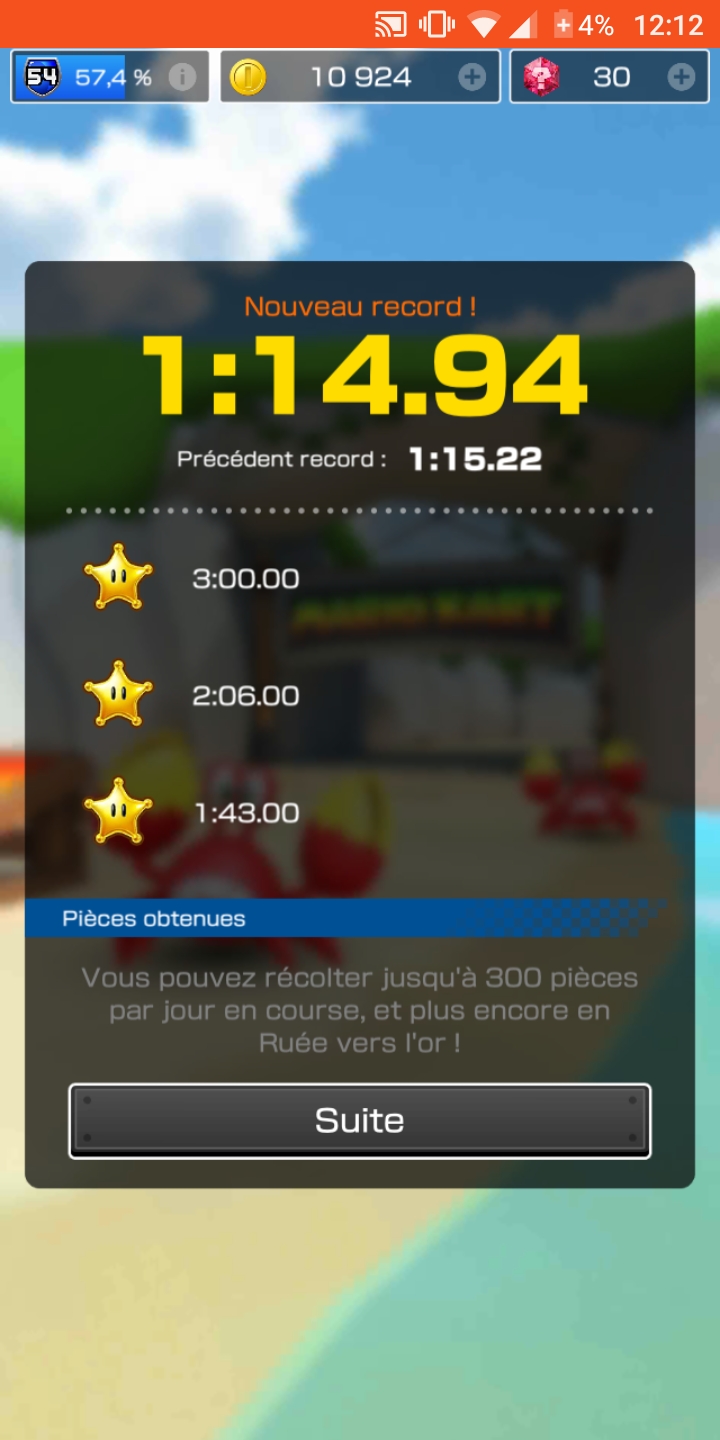 4% 12:12
54 57,4 % i 10 924 + ? 30 +
Nouveau record !
1:14.94
Précédent record : 1:15.22
3:00.00
2:06.00
MARIO KART
1:43.00
Pièces obtenues
Vous pouvez récolter jusqu'à 300 pièces
par jour en course, et plus encore en
Ruée vers l'or !
Suite